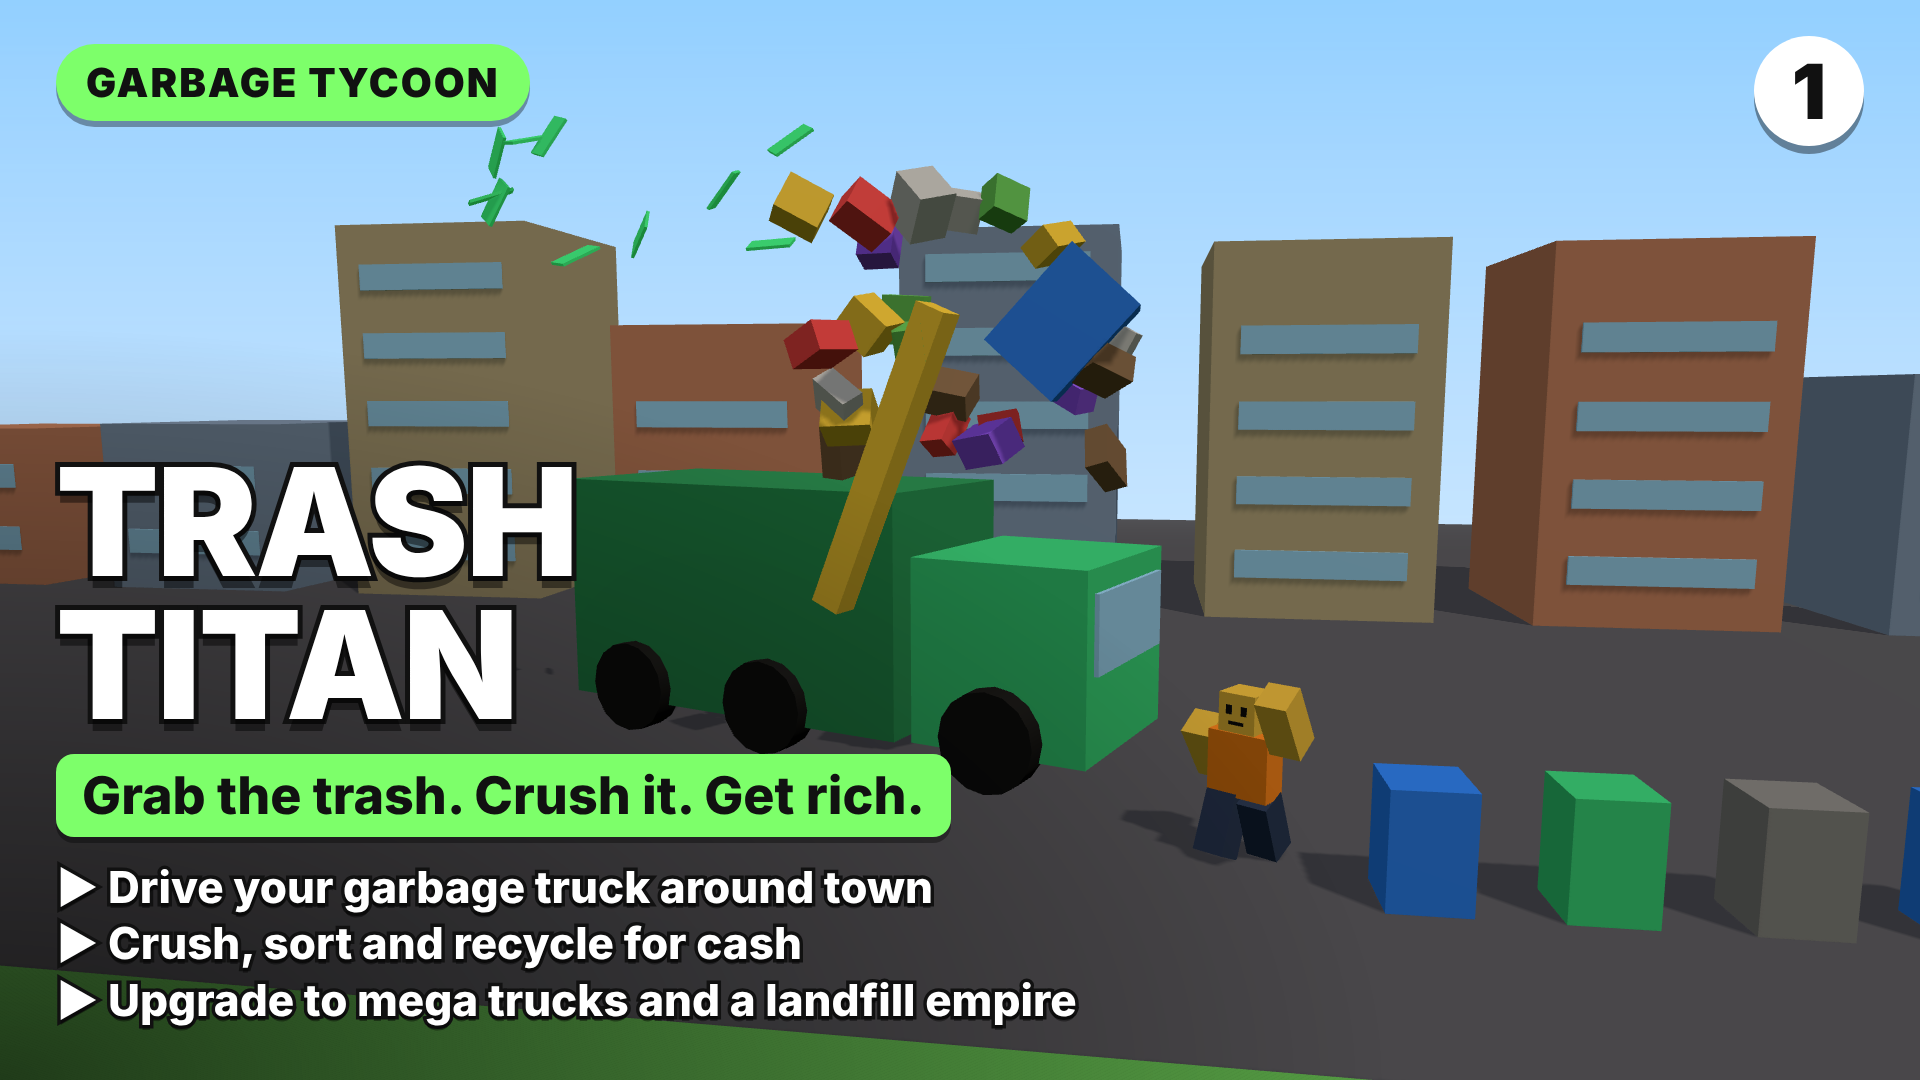 GARBAGE TYCOON
1
TRASH
TITAN
Grab the trash. Crush it. Get rich.
▶ Drive your garbage truck around town
▶ Crush, sort and recycle for cash
▶ Upgrade to mega trucks and a landfill empire